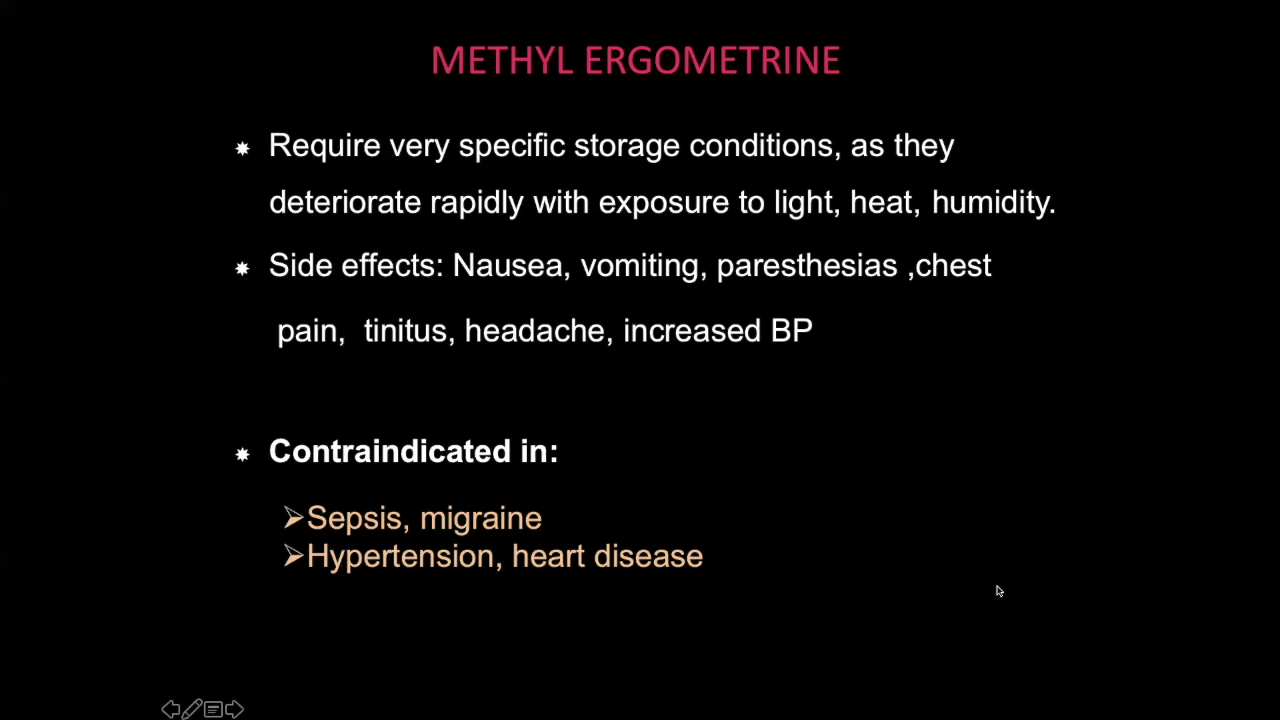 METHYL ERGOMETRINE
✷ Require very specific storage conditions, as they
deteriorate rapidly with exposure to light, heat, humidity.
✷ Side effects: Nausea, vomiting, paresthesias ,chest
pain, tinitus, headache, increased BP
✷ Contraindicated in:
➢Sepsis, migraine
➢Hypertension, heart disease